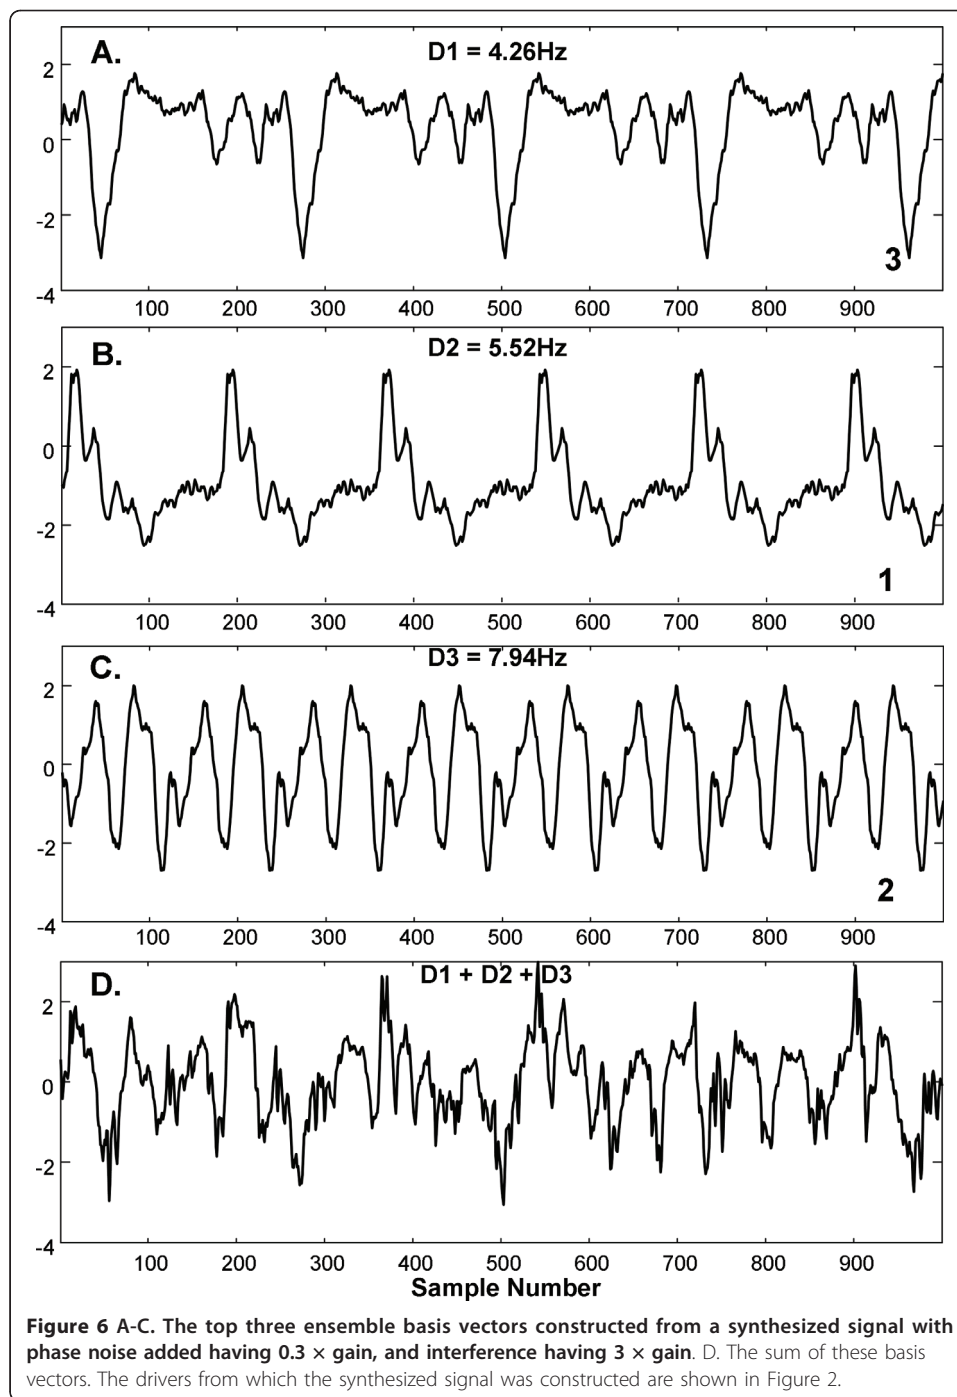 A.
D1 = 4.26Hz
2
0
-2
-4
3
100 200 300 400 500 600 700 800 900
B.
D2 = 5.52Hz
2
0
-2
-4
1
100 200 300 400 500 600 700 800 900
C.
D3 = 7.94Hz
2
0
-2
-4
2
100 200 300 400 500 600 700 800 900
D.
D1 + D2 + D3
2
0
-2
-4
100 200 300 400 500 600 700 800 900
Sample Number
Figure 6 A-C. The top three ensemble basis vectors constructed from a synthesized signal with
phase noise added having 0.3 × gain, and interference having 3 × gain. D. The sum of these basis
vectors. The drivers from which the synthesized signal was constructed are shown in Figure 2.